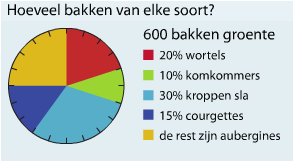 Hoeveel bakken van elke soort?
600 bakken groente
20% wortels
10% komkommers
30% kroppen sla
15% courgettes
de rest zijn aubergines